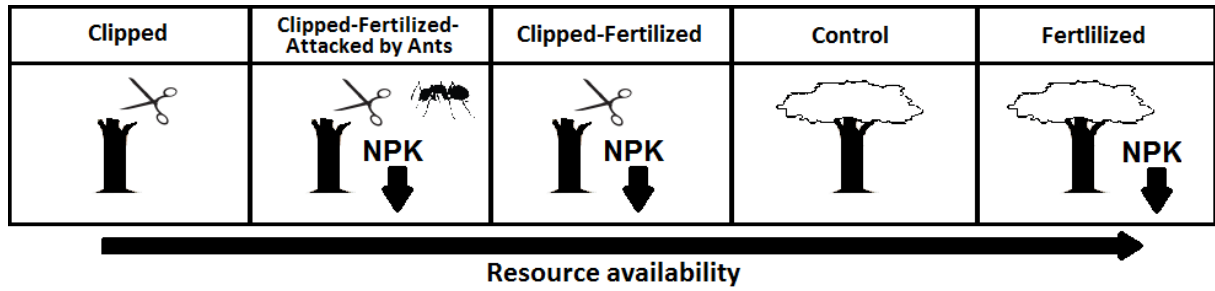 Clipped
Clipped-Fertilized-
Attacked by Ants
Clipped-Fertilized
Control
Fertlilized
NPK
NPK
NPK
Resource availability